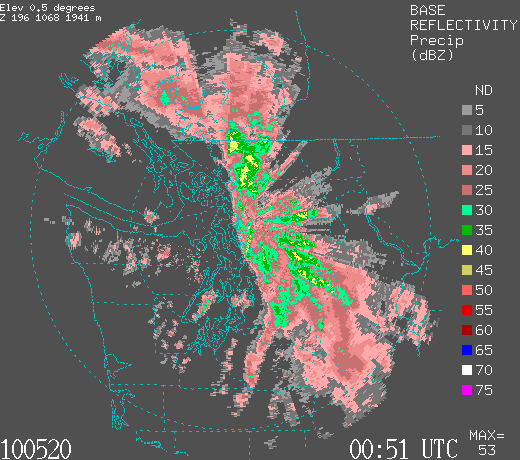 Elev 0.5 degrees
Z 196 1068 1941 m
BASE
REFLECTIVITY
Precip
(dBZ)
ND
5
10
15
20
25
30
35
40
45
50
55
60
65
70
75
MAX=
53
100520
00:51 UTC